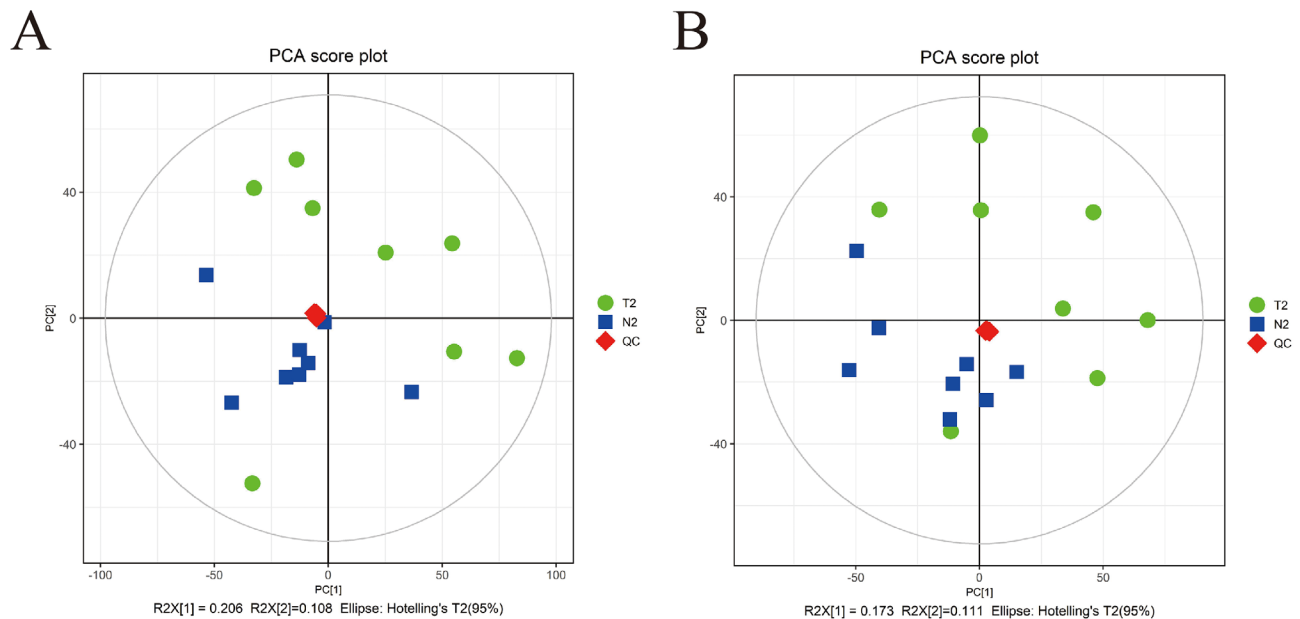 A
PCA score plot
40
0
-40
PC[2]
-100
-50
0
50
100
PC[1]
R2X[1] = 0.206 R2X[2]=0.108 Ellipse: Hotelling's T2(95%)
T2
N2
QC
B
PCA score plot
40
0
-40
PC[2]
-50
0
50
PC[1]
R2X[1] = 0.173 R2X[2]=0.111 Ellipse: Hotelling's T2(95%)
T2
N2
QC